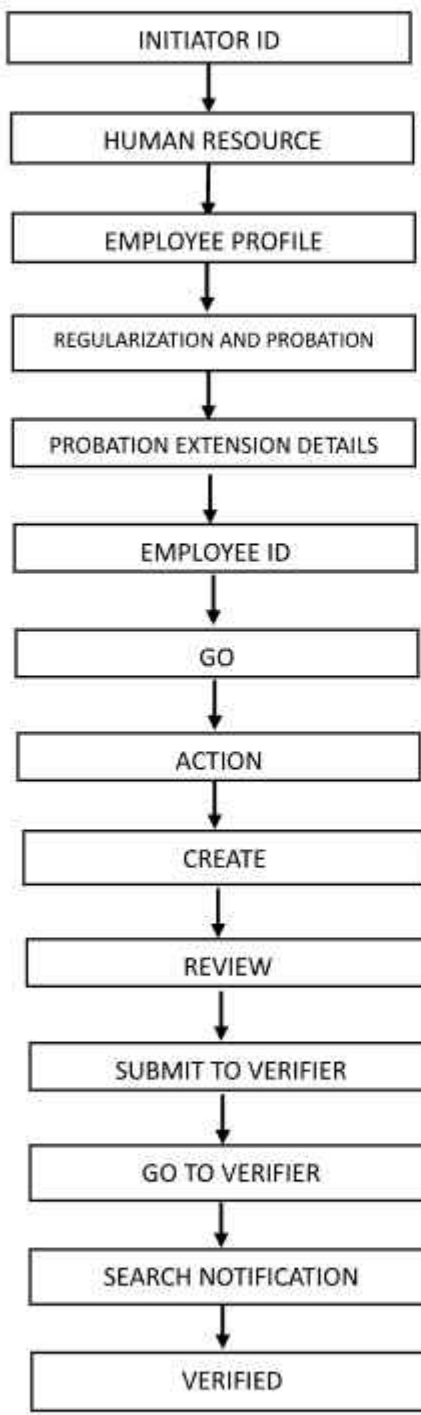 INITIATOR ID
HUMAN RESOURCE
EMPLOYEE PROFILE
REGULARIZATION AND PROBATION
PROBATION EXTENSION DETAILS
EMPLOYEE ID
GO
ACTION
CREATE
REVIEW
SUBMIT TO VERIFIER
GO TO VERIFIER
SEARCH NOTIFICATION
VERIFIED